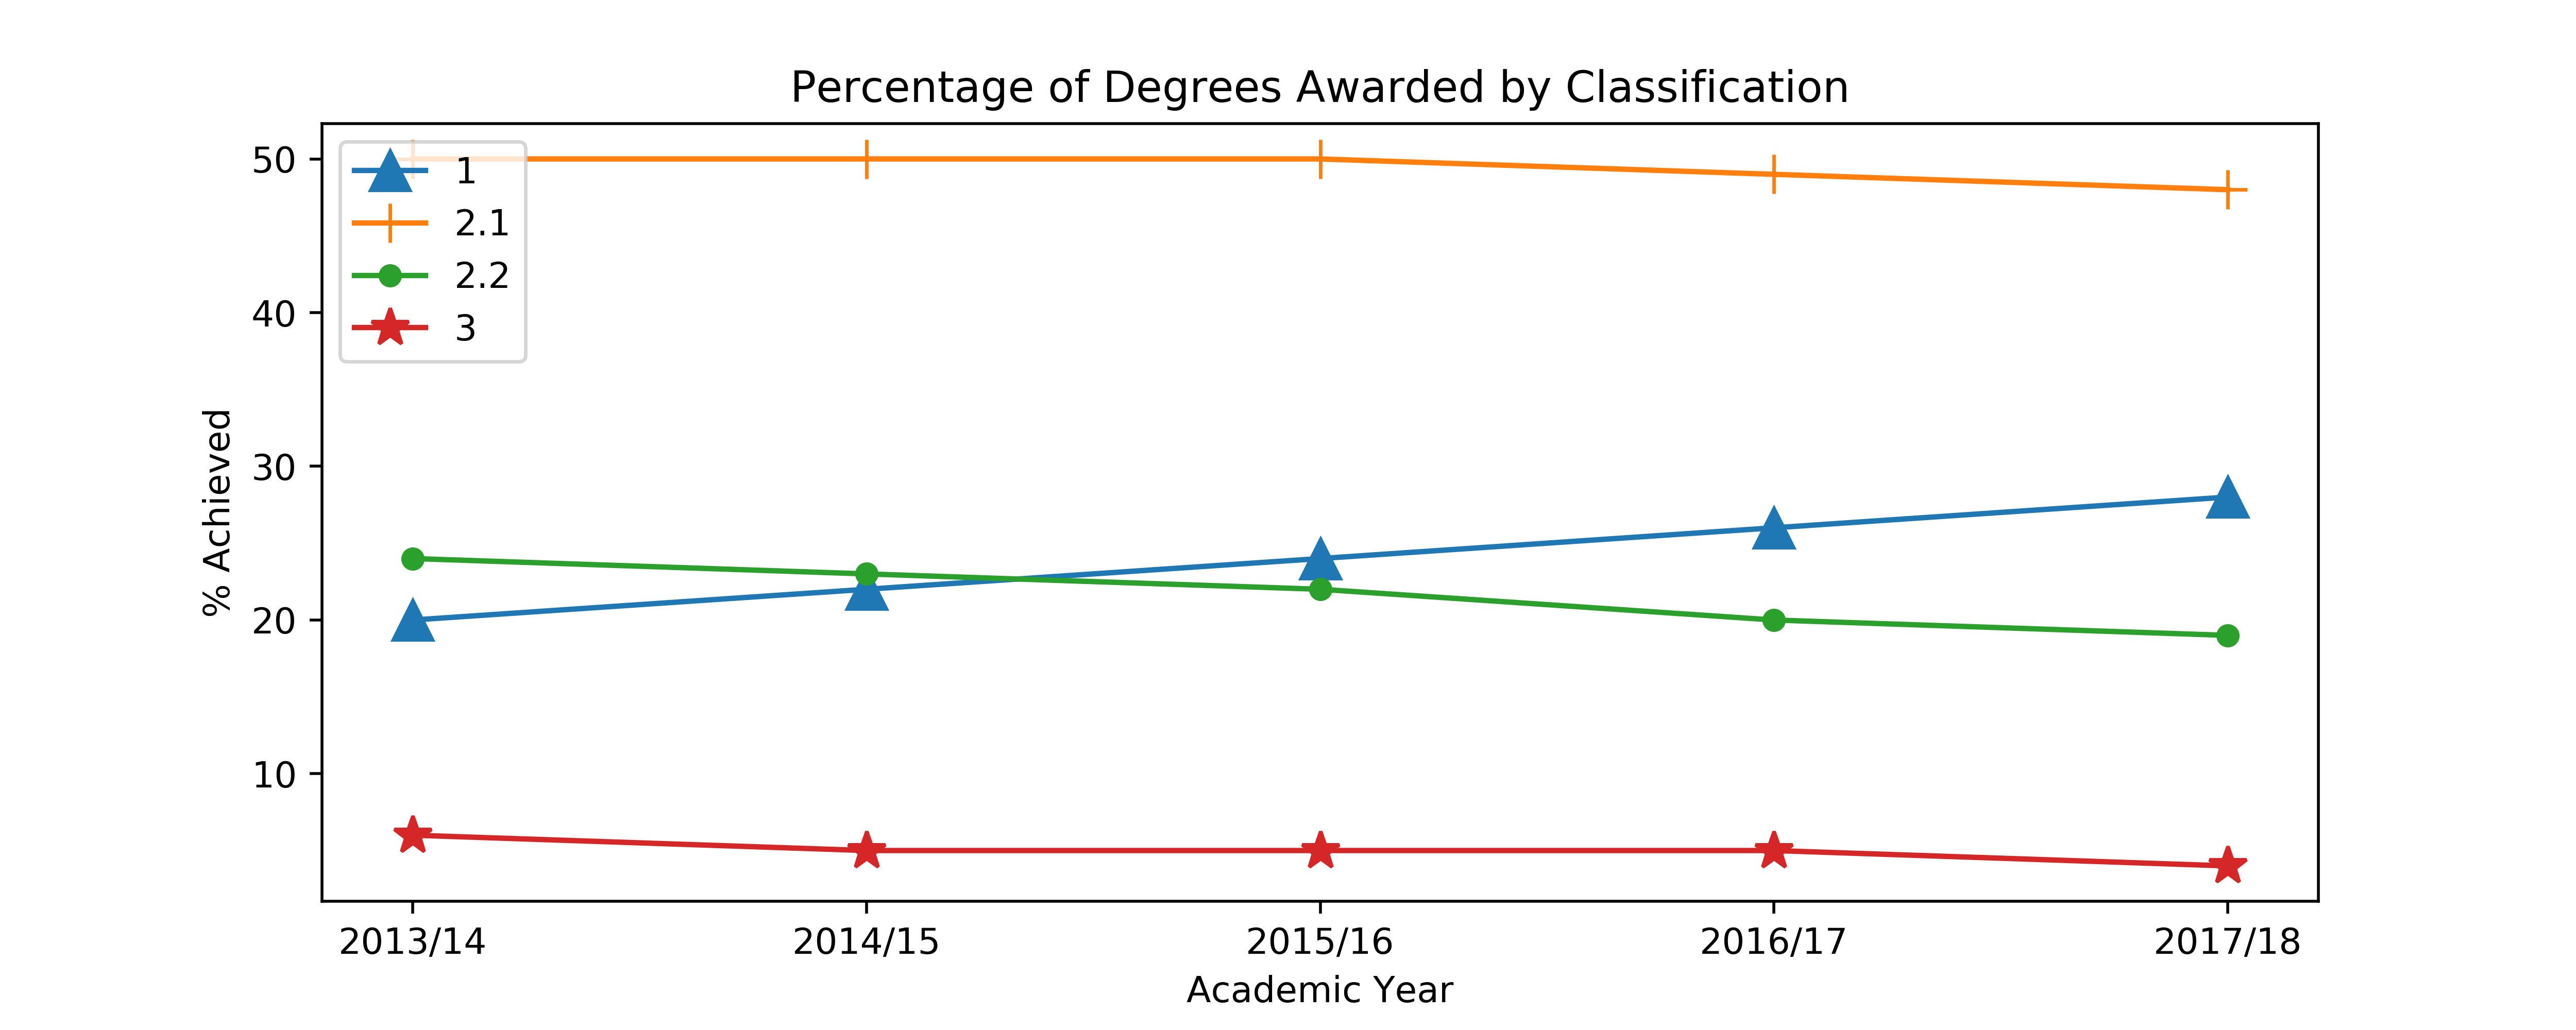 Percentage of Degrees Awarded by Classification
50
40
30
20
10
% Achieved
1
2.1
2.2
3
2013/14 2014/15 2015/16 2016/17 2017/18
Academic Year